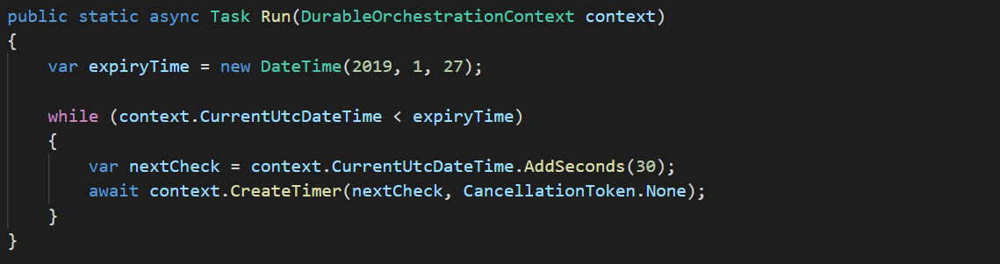 public static async Task Run(DurableOrchestrationContext context)
{
    var expiryTime = new DateTime(2019, 1, 27);

    while (context.CurrentUtcDateTime < expiryTime)
    {
        var nextCheck = context.CurrentUtcDateTime.AddSeconds(30);
        await context.CreateTimer(nextCheck, CancellationToken.None);
    }
}